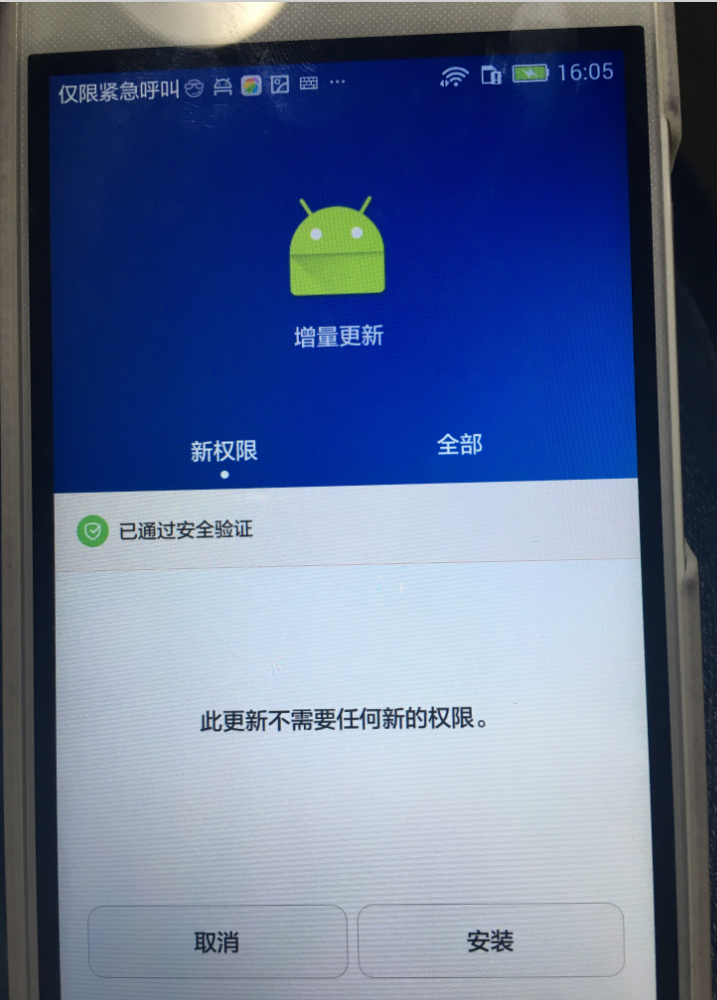 仅限紧急呼叫 ··· 16:05
增量更新
新权限 全部
已通过安全验证
此更新不需要任何新的权限。
取消 安装